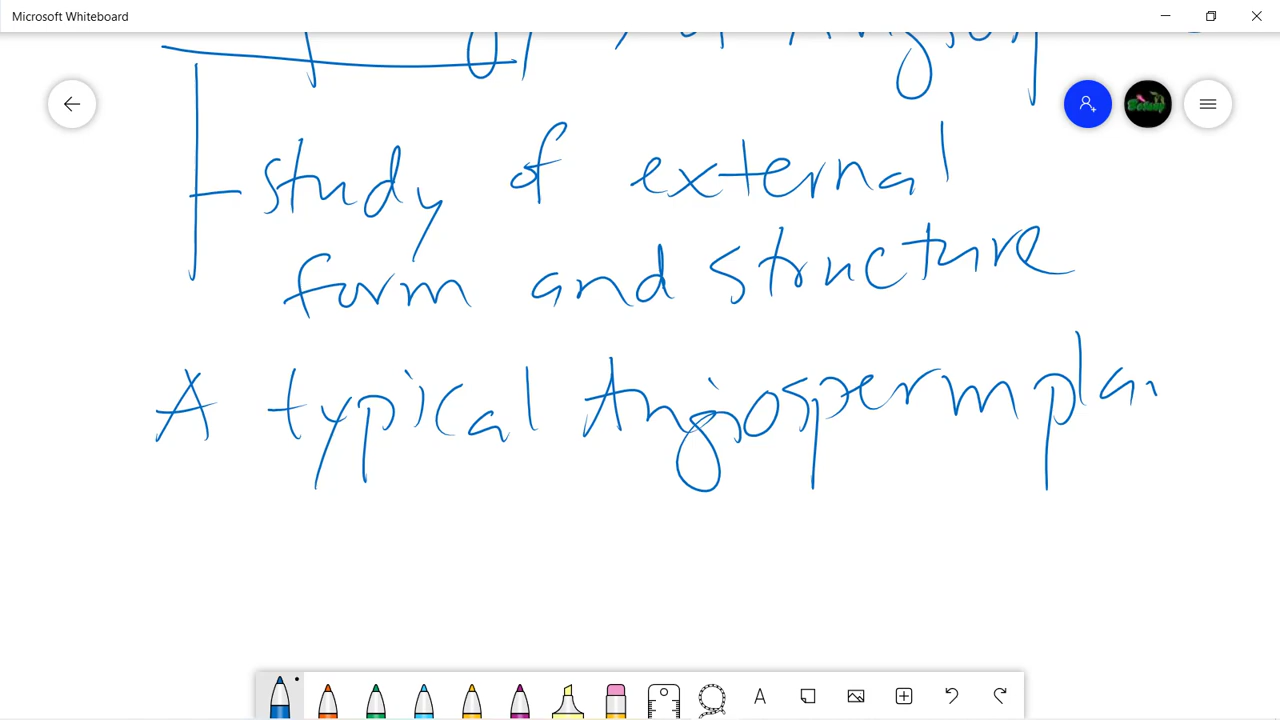 Microsoft Whiteboard
study of external
form and structure
A typical Angiosperm plan
A